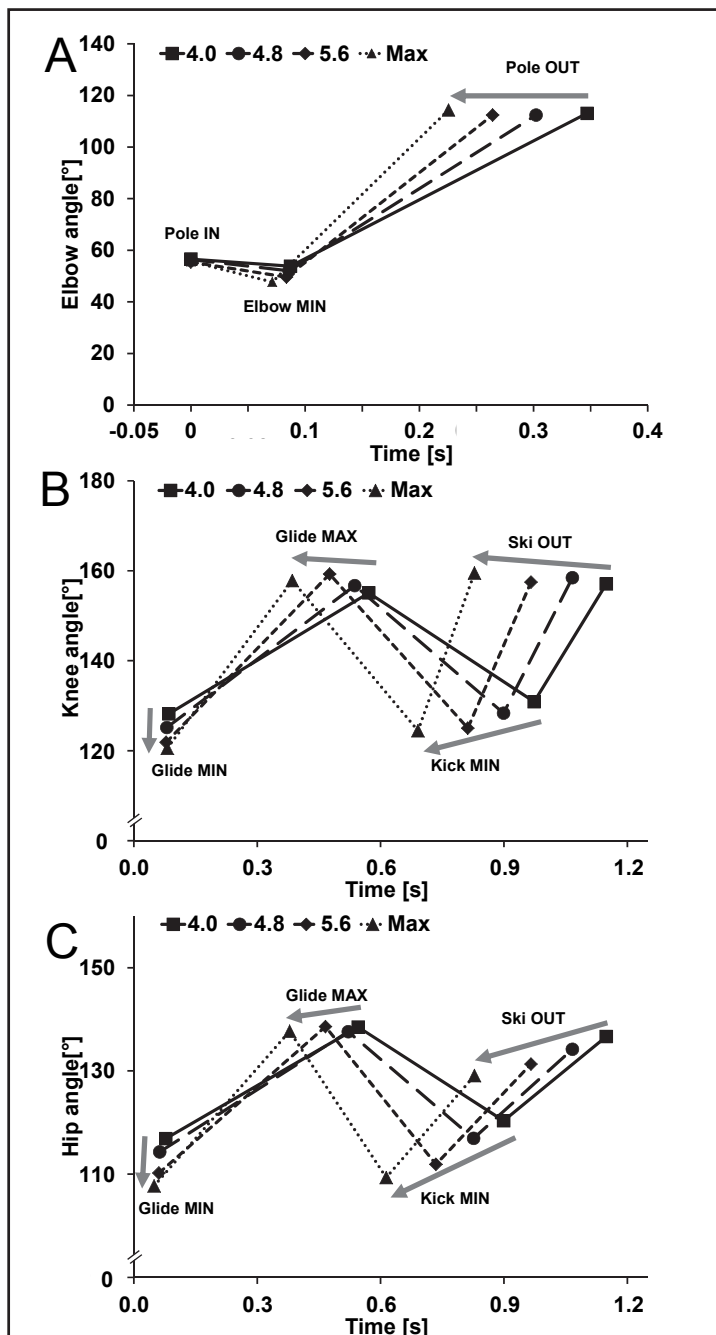 A
4.0 4.8 5.6 Max
140
120
100
80
60
40
20
0
Elbow angle[°]
Pole OUT
Pole IN
Elbow MIN
-0.05 0 0.1 0.2 0.3 0.4
Time [s]
B
4.0 4.8 5.6 Max
180
160
140
120
0
Knee angle[°]
Glide MAX
Ski OUT
Glide MIN
Kick MIN
0.0 0.3 0.6 0.9 1.2
Time [s]
C
4.0 4.8 5.6 Max
150
130
110
0
Hip angle[°]
Glide MAX
Ski OUT
Glide MIN
Kick MIN
0.0 0.3 0.6 0.9 1.2
Time [s]